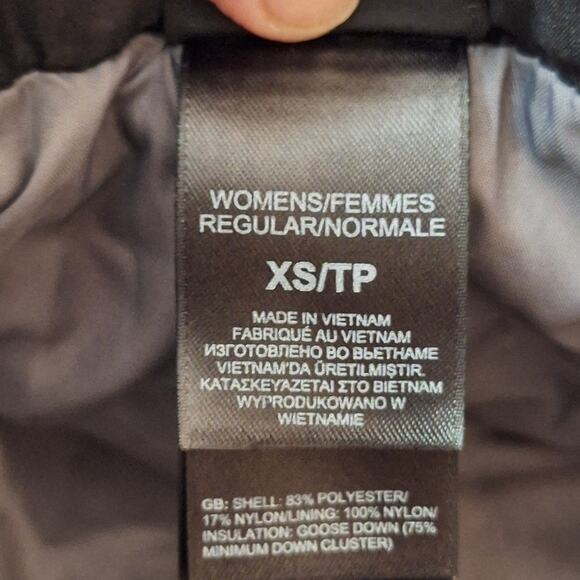 WOMENS/FEMMES
REGULAR/NORMALE
XS/TP
MADE IN VIETNAM
FABRIQUÉ AU VIETNAM
ИЗГОТОВЛЕНО ВО ВЬЕТНАМЕ
VIETNAM'DA ÜRETILMIŞTIR.
ΚΑΤΑΣΚΕΥΑΖΕΤΑΙ ΣΤΟ ΒΙΕΤΝΑΜ
WYPRODUKOWANO W
WIETNAMIE
GB: SHELL: 83% POLYESTER/
17% NYLON/LINING: 100% NYLON/
INSULATION: GOOSE DOWN (75%
MINIMUM DOWN CLUSTER)